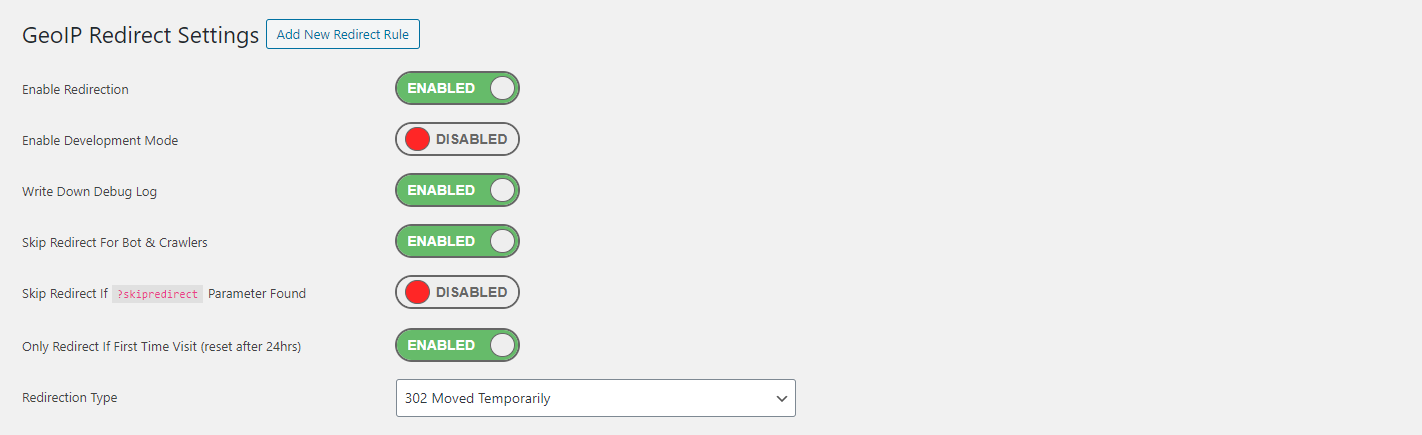 GeoIP Redirect Settings Add New Redirect Rule
Enable Redirection ENABLED
Enable Development Mode DISABLED
Write Down Debug Log ENABLED
Skip Redirect For Bot & Crawlers ENABLED
Skip Redirect If ?skipredirect Parameter Found DISABLED
Only Redirect If First Time Visit (reset after 24hrs) ENABLED
Redirection Type 302 Moved Temporarily